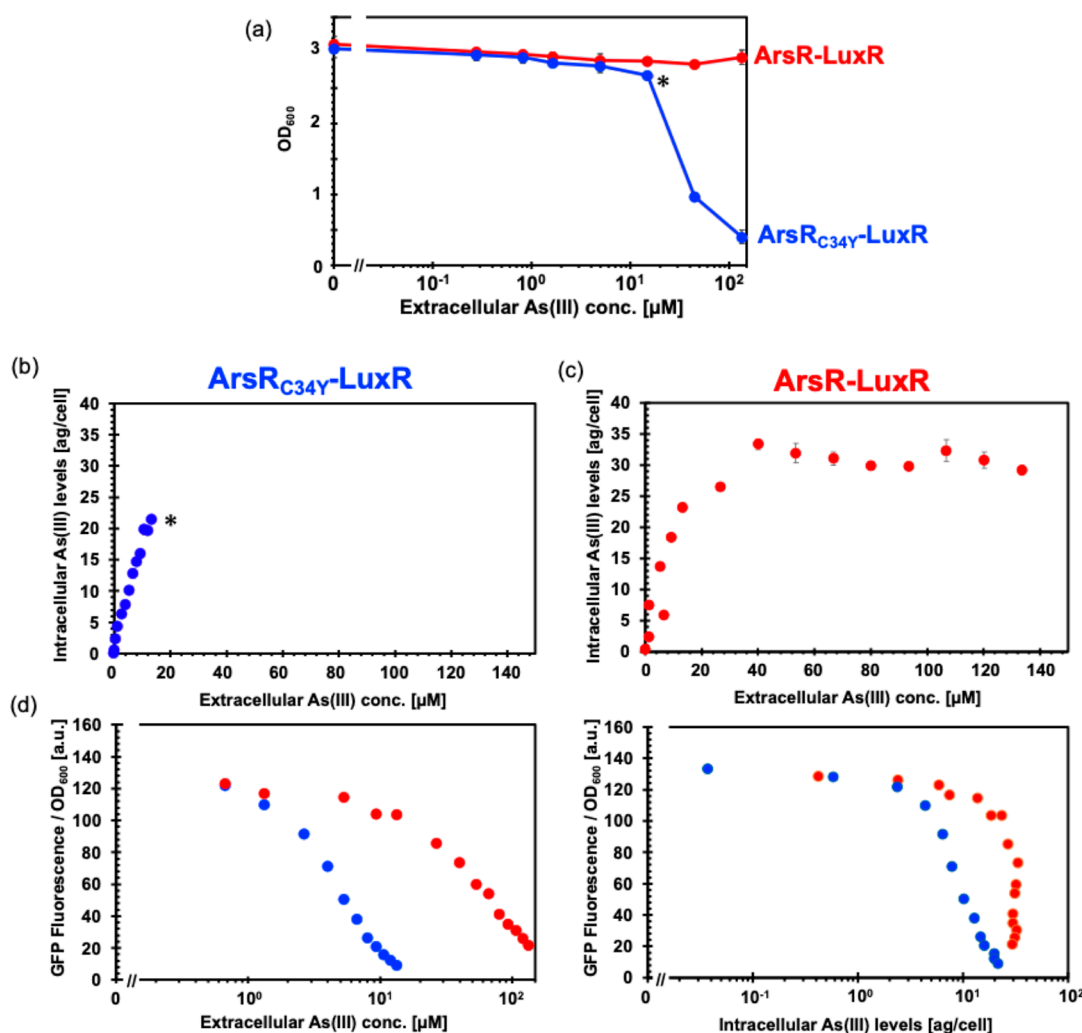 (a)
3
2
1
0
OD600
0
//
10-1
100
101
102
Extracellular As(III) conc. [µM]
*
ArsR-LuxR
ArsRC34Y-LuxR
(b)
ArsRC34Y-LuxR
Intracellular As(III) levels [ag/cell]
40
35
30
25
20
15
10
5
0
*
0 20 40 60 80 100 120 140
Extracellular As(III) conc. [µM]
(c)
ArsR-LuxR
Intracellular As(III) levels [ag/cell]
40
35
30
25
20
15
10
5
0
0 20 40 60 80 100 120 140
Extracellular As(III) conc. [µM]
(d)
GFP Fluorescence / OD600 [a.u.]
160
140
120
100
80
60
40
20
0
0 // 100 101 102
Extracellular As(III) conc. [µM]
GFP Fluorescence / OD600 [a.u.]
160
140
120
100
80
60
40
20
0
0 // 10-1 100 101 102
Intracellular As(III) levels [ag/cell]